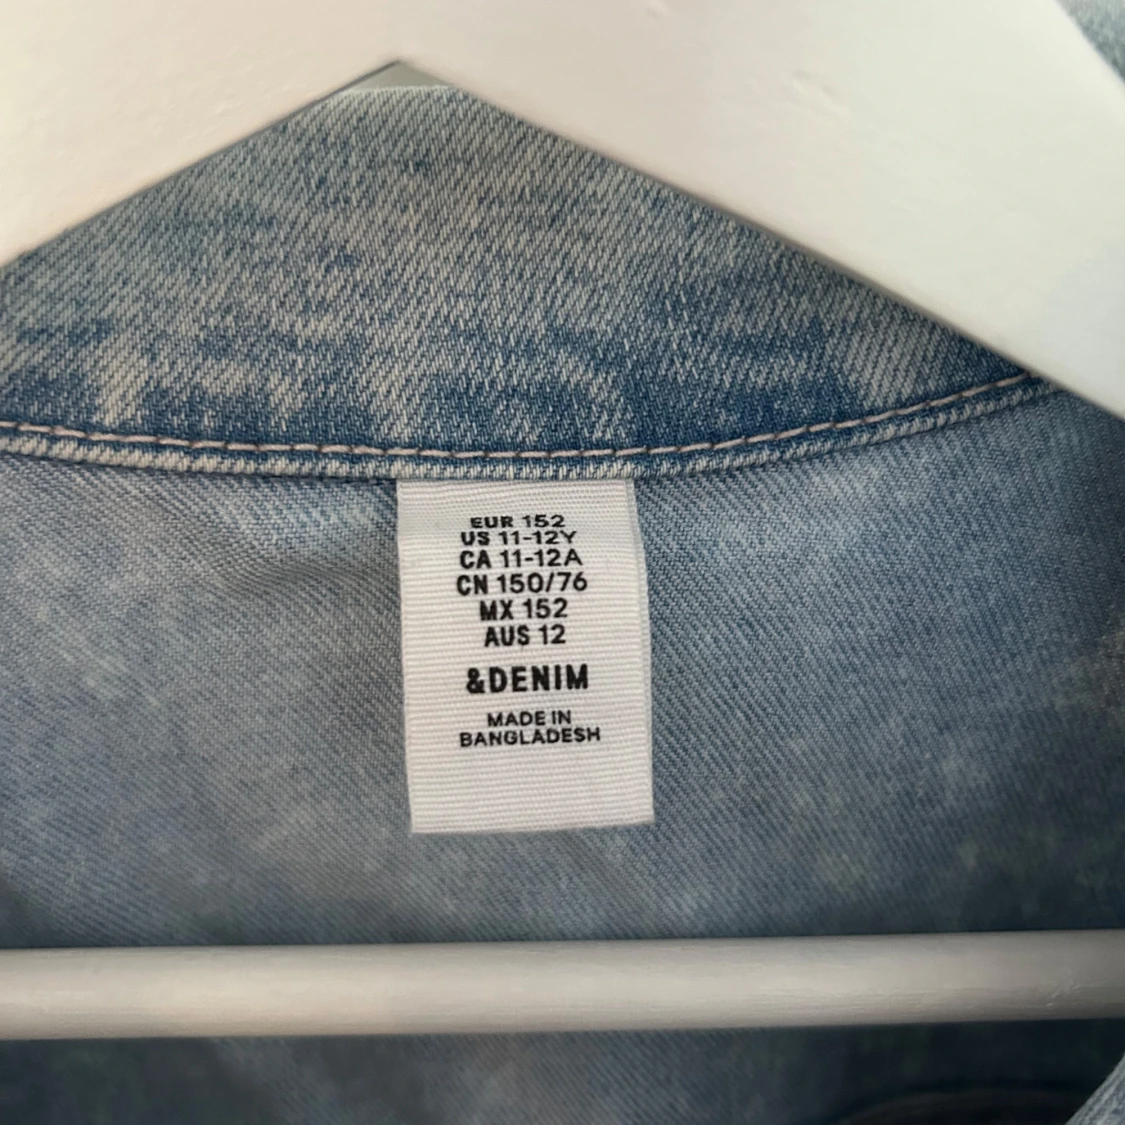 EUR 152
US 11-12Y
CA 11-12A
CN 150/76
MX 152
AUS 12
&DENIM
MADE IN
BANGLADESH